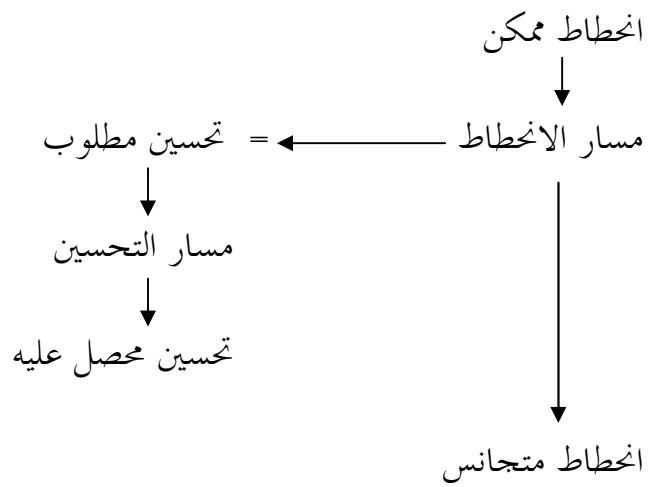 انحطاط ممكن
مسار الانحطاط = تحسين مطلوب
مسار التحسين
تحسين محصل عليه
انحطاط متجانس